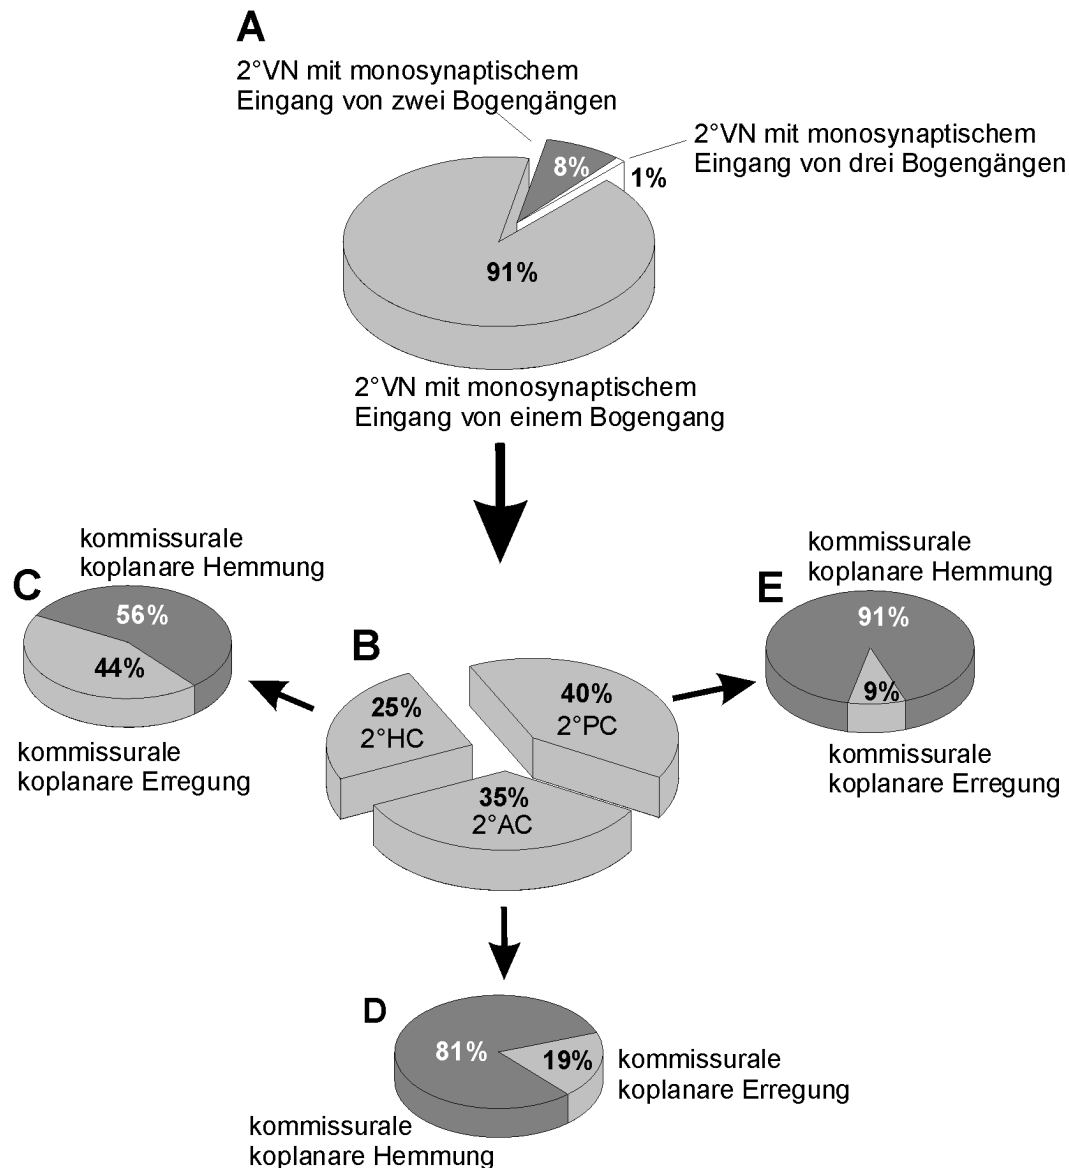 A
2°VN mit monosynaptischem
Eingang von zwei Bogengängen
2°VN mit monosynaptischem
Eingang von drei Bogengängen
8%
1%
91%
2°VN mit monosynaptischem
Eingang von einem Bogengang
kommissurale
koplanare Hemmung
C
56%
44%
kommissurale
koplanare Erregung
B
25%
2°HC
40%
2°PC
35%
2°AC
kommissurale
koplanare Hemmung
E
91%
9%
kommissurale
koplanare Erregung
D
81%
19%
kommissurale
koplanare Erregung
kommissurale
koplanare Hemmung